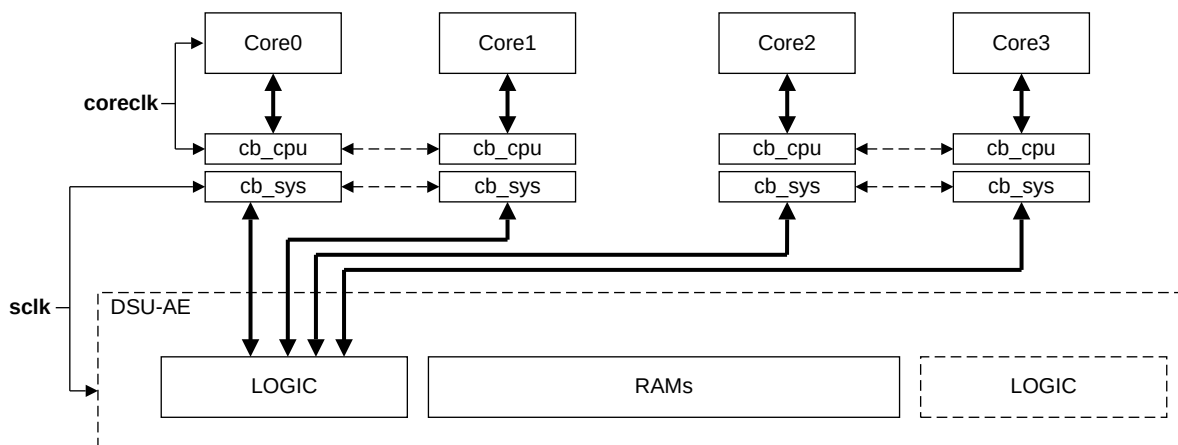 Core0 Core1 Core2 Core3
coreclk
cb_cpu cb_cpu cb_cpu cb_cpu
cb_sys cb_sys cb_sys cb_sys
sclk DSU-AE
LOGIC RAMs LOGIC